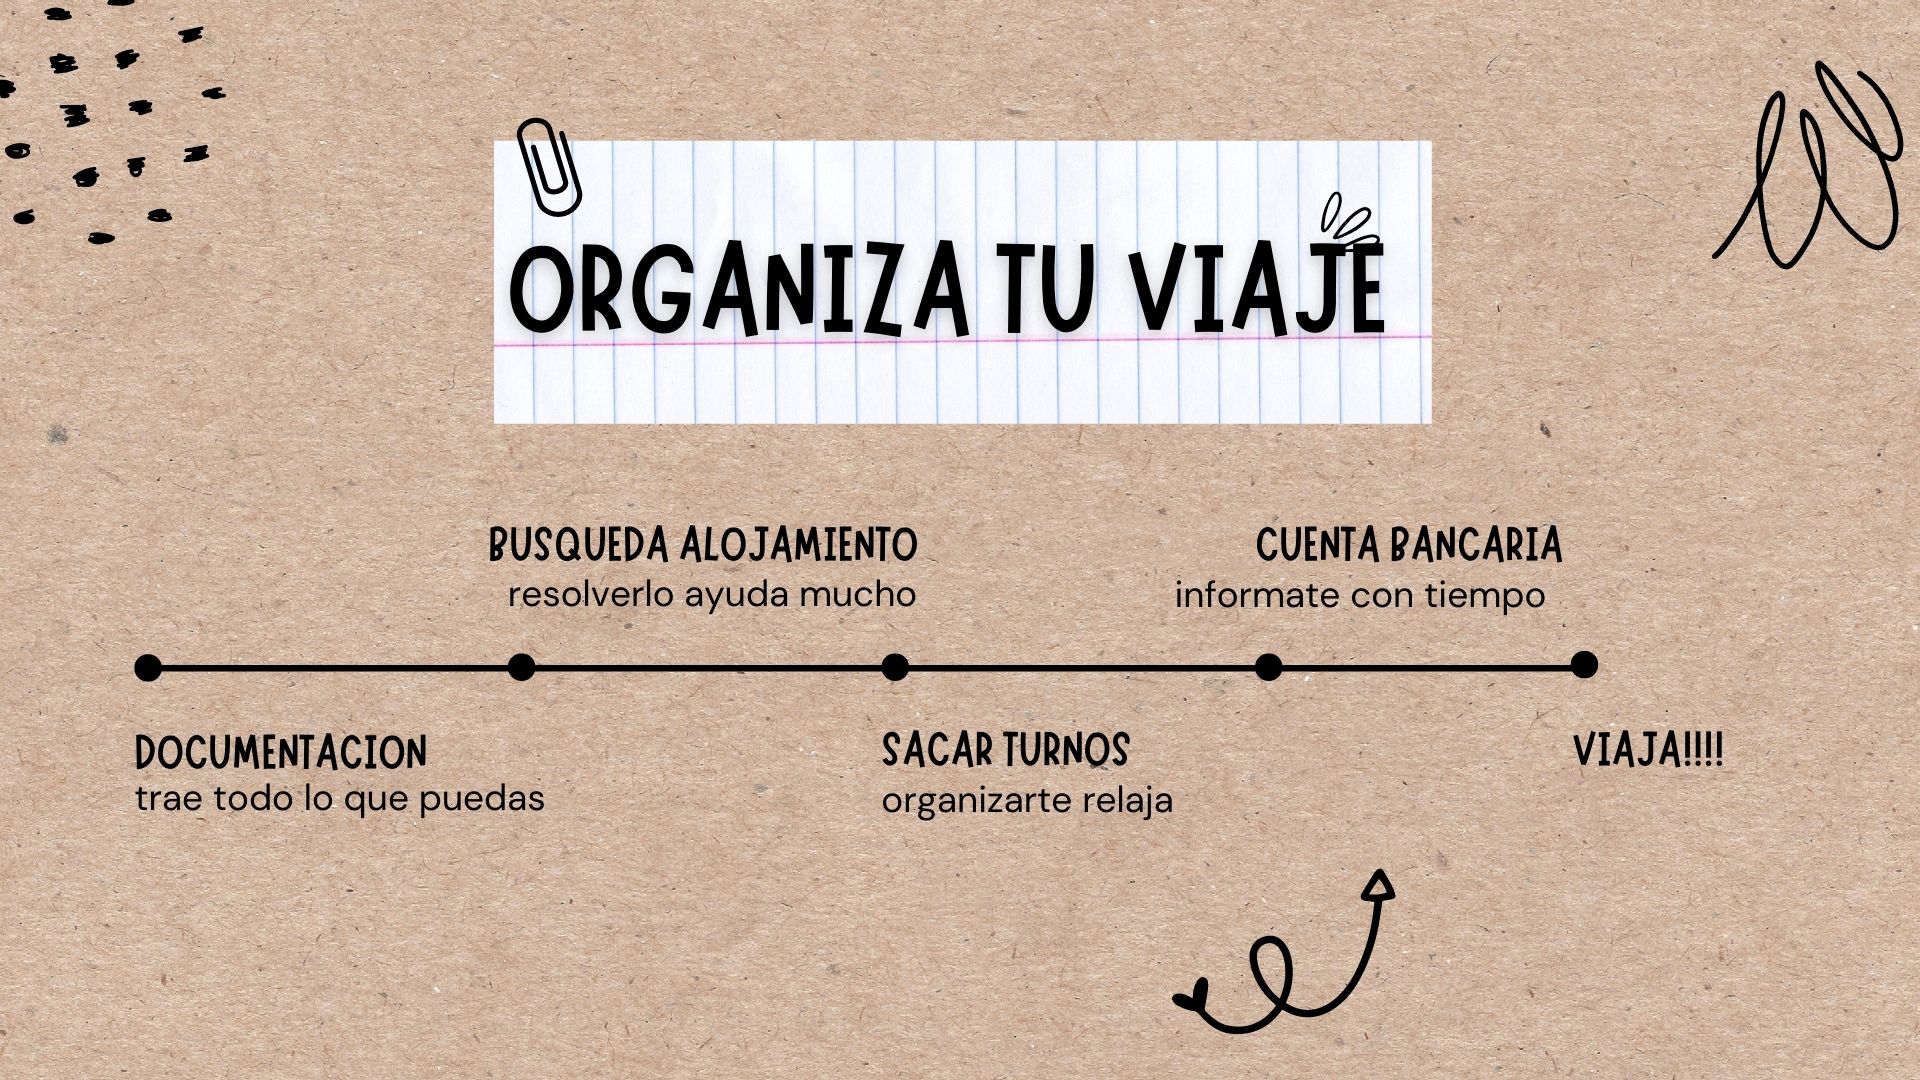 ORGANIZA TU VIAJE
BUSQUEDA ALOJAMIENTO
resolverlo ayuda mucho
CUENTA BANCARIA
informate con tiempo
DOCUMENTACION
trae todo lo que puedas
SACAR TURNOS
organizarte relaja
VIAJA!!!!